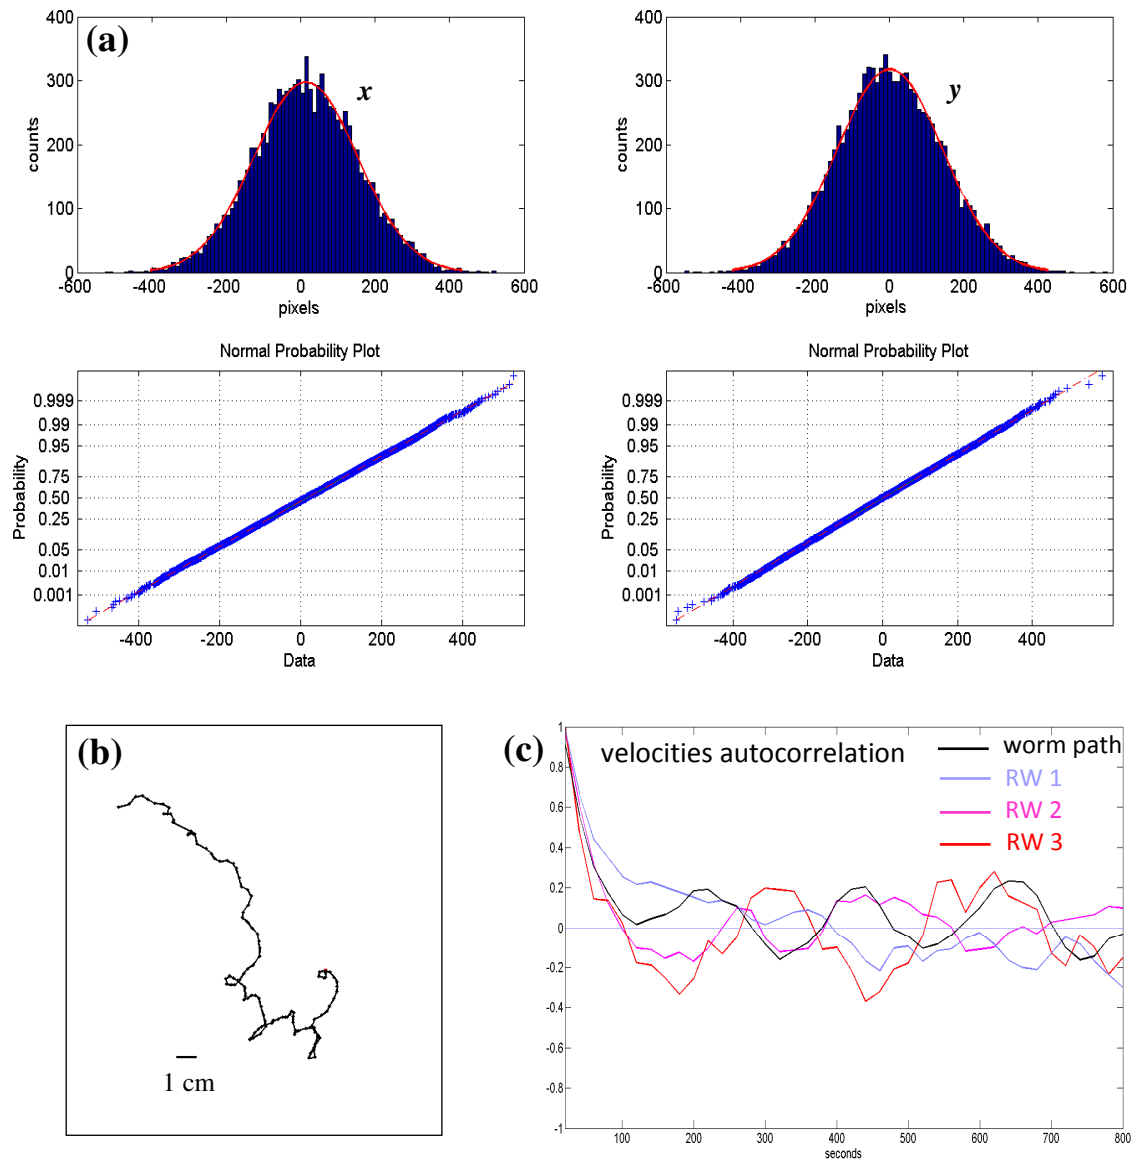 (a)
400
300
200
100
0
counts
x
-600 -400 -200 0 200 400 600
pixels
400
300
200
100
0
counts
y
-600 -400 -200 0 200 400 600
pixels
Normal Probability Plot
0.999
0.99
0.95
0.75
0.50
0.25
0.05
0.01
0.001
Probability
-400 -200 0 200 400
Data
Normal Probability Plot
0.999
0.99
0.95
0.75
0.50
0.25
0.05
0.01
0.001
Probability
-400 -200 0 200 400
Data
(b)
1 cm
(c)
velocities autocorrelation
worm path
RW 1
RW 2
RW 3
1
0.8
0.6
0.4
0.2
0
-0.2
-0.4
-0.6
-0.8
-1
100 200 300 400 500 600 700 800
seconds